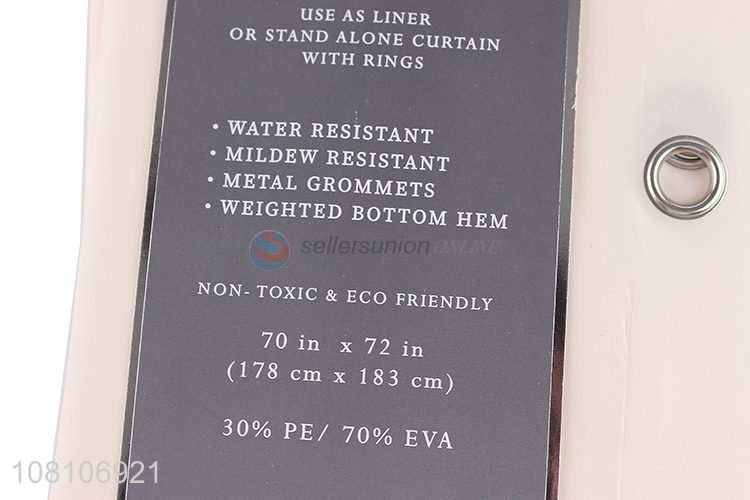 USE AS LINER
OR STAND ALONE CURTAIN
WITH RINGS
• WATER RESISTANT
• MILDEW RESISTANT
• METAL GROMMETS
• WEIGHTED BOTTOM HEM
sellersunion ONLINE
NON- TOXIC & ECO FRIENDLY
70 in x 72 in
(178 cm x 183 cm)
30% PE/ 70% EVA
108106921